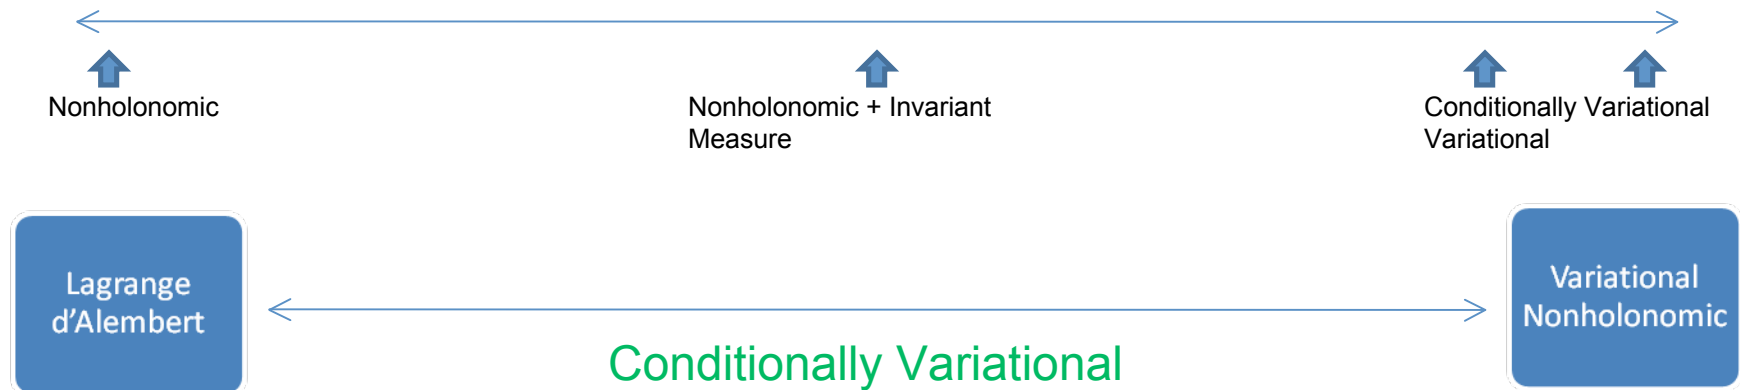 Nonholonomic
Nonholonomic + Invariant
Measure
Conditionally Variational
Variational
Lagrange
d'Alembert
Variational
Nonholonomic
Conditionally Variational